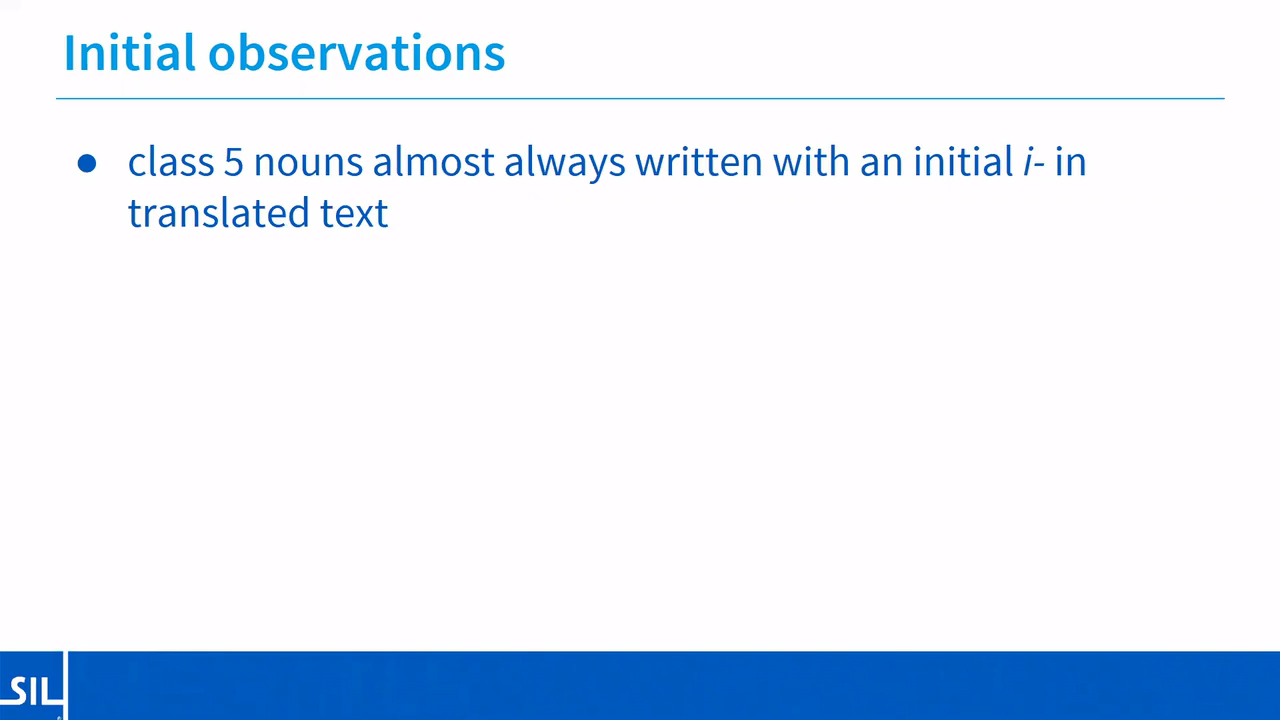 Initial observations
● class 5 nouns almost always written with an initial i- in
translated text
SIL